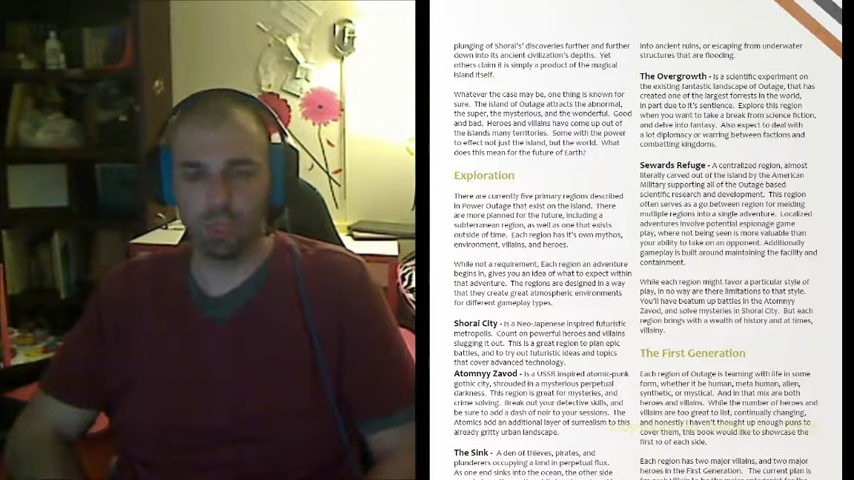 plunging of Shorai's' discoveries further and further
down into its ancient civilization's depths. Yet
others claim it is simply a product of the magical
island itself.
Whatever the case may be, one thing is known for
sure. The island of Outage attracts the abnormal,
the super, the mysterious, and the wonderful. Good
and bad. Heroes and villains have come up out of
the islands many territories. Some with the power
to effect not just the island, but the world. What
does this mean for the future of Earth?
Exploration
There are currently five primary regions described
in Power Outage that exist on the island. There
are more planned for the future, including a
subterranean region, as well as one that exists
outside of time. Each region has it's own mythos,
environment, villains, and heroes.
While not a requirement, Each region an adventure
begins in, gives you an idea of what to expect within
that adventure. The regions are designed in a way
that they create great atmospheric environments
for different gameplay types.
Shorai City - Is a Neo-Japenese inspired futuristic
metropolis. Count on powerful heroes and villains
slugging it out. This is a great region to plan epic
battles, and to try out futuristic ideas and topics
that cover advanced technology.
Atomnyy Zavod - Is a USSR inspired atomic-punk
gothic city, shrouded in a mysterious perpetual
darkness. This region is great for mysteries, and
crime solving. Break out your detective skills, and
be sure to add a dash of noir to your sessions. The
Atomics add an additional layer of surrealism to this
already gritty urban landscape.
The Sink - A den of thieves, pirates, and
plunderers occupying a land in perpetual flux.
As one end sinks into the ocean, the other side
into ancient ruins, or escaping from underwater
structures that are flooding.
The Overgrowth - Is a scientific experiment on
the existing fantastic landscape of Outage, that has
created one of the largest forrests in the world,
in part due to it's sentience. Explore this region
when you want to take a break from science fiction,
and delve into fantasy. Also expect to deal with
a lot diplomacy or warring between factions and
combatting kingdoms.
Sewards Refuge - A centralized region, almost
literally carved out of the island by the American
Military supporting all of the Outage based
scientific research and development. This region
often serves as a go between region for melding
multiple regions into a single adventure. Localized
adventures involve potential espionage game
play, where not being seen is more valuable than
your ability to take on an opponent. Additionally
gameplay is built around maintaining the facility and
containment.
While each region might favor a particular style of
play, in no way are there limitations to that style.
You'll have beatum up battles in the Atomnyy
Zavod, and solve mysteries in Shorai City. But each
region brings with a wealth of history and at times,
villainy.
The First Generation
Each region of Outage is teeming with life in some
form, whether it be human, meta human, alien,
synthetic, or mystical. And in that mix are both
heroes and villains. While the number of heroes and
villains are too great to list, continually changing,
and honestly I haven't thought up enough puns to
cover them, this book would like to showcase the
first 10 of each side.
Each region has two major villains, and two major
heroes in the First Generation. The current plan is